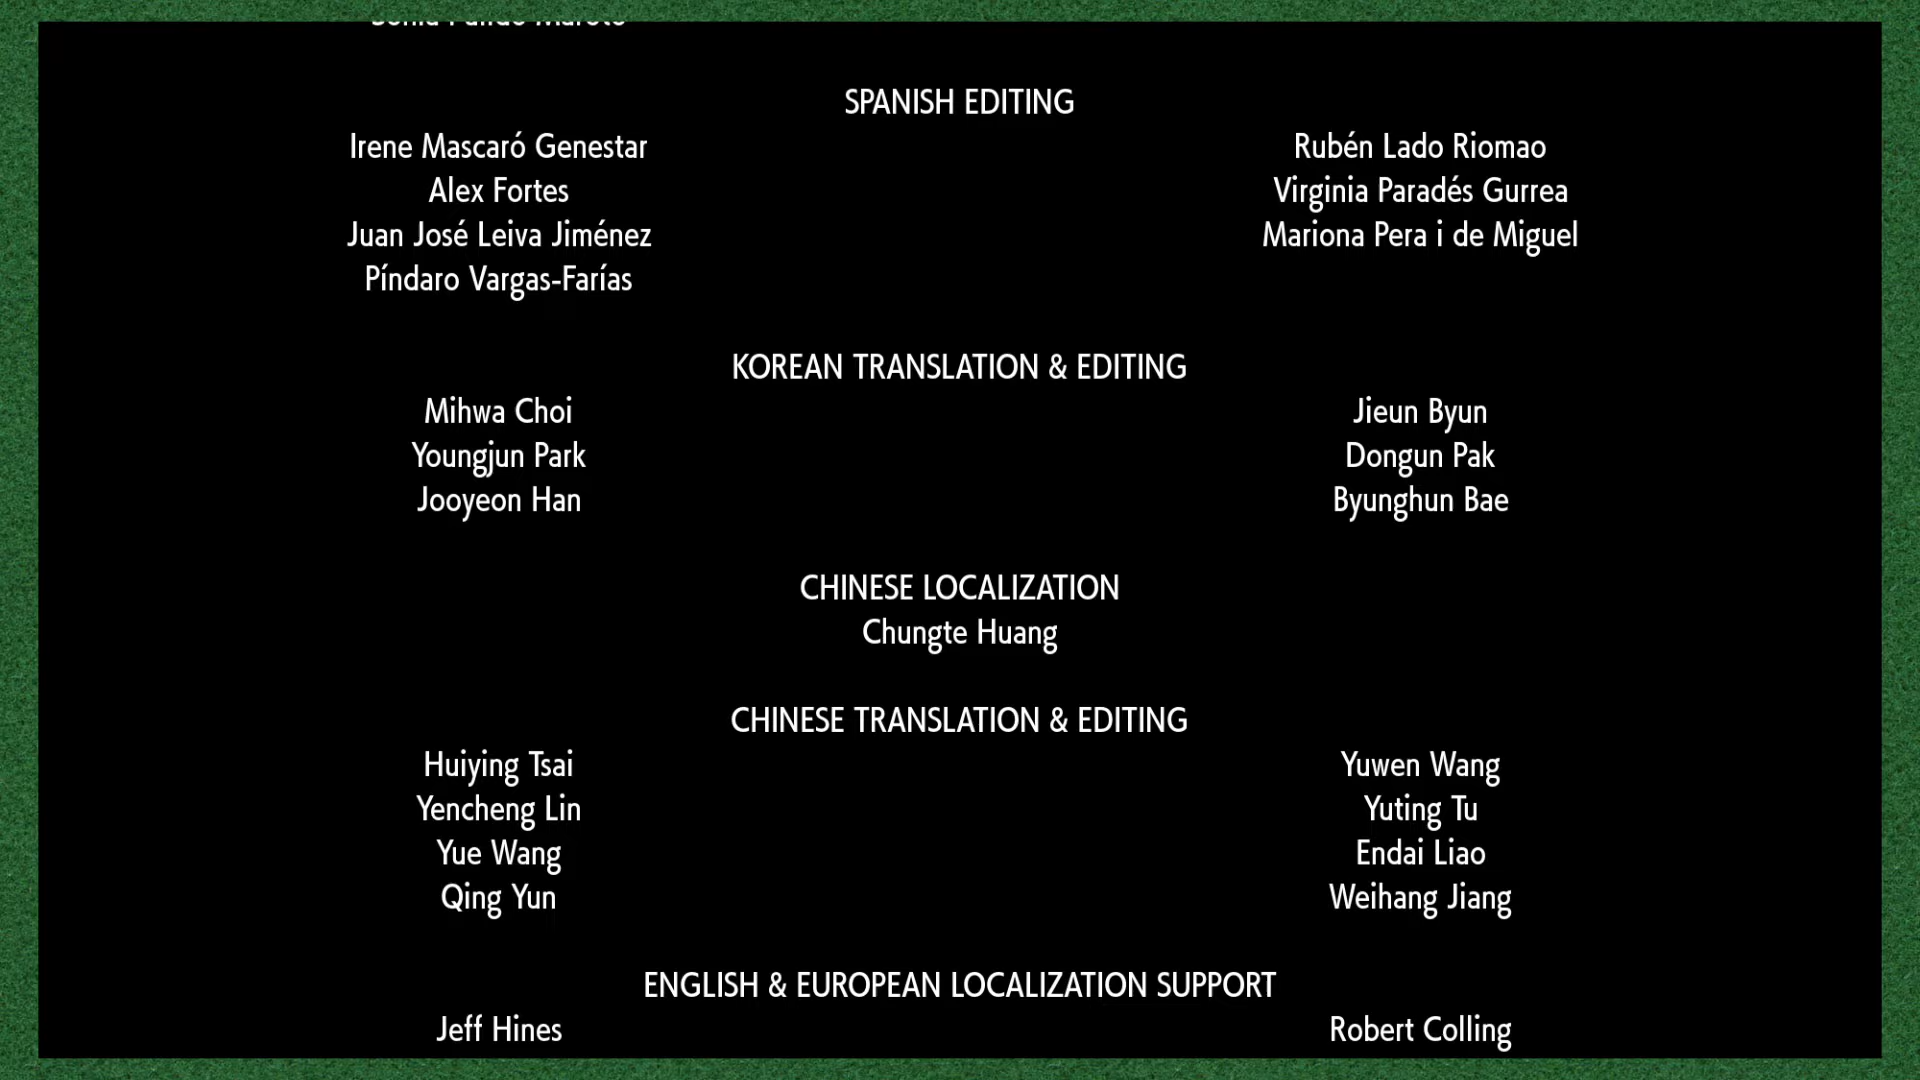 SPANISH EDITING
Irene Mascaró Genestar
Rubén Lado Riomao
Alex Fortes
Virginia Paradés Gurrea
Juan José Leiva Jiménez
Mariona Pera i de Miguel
Píndaro Vargas-Farías
KOREAN TRANSLATION & EDITING
Mihwa Choi
Jieun Byun
Youngjun Park
Dongun Pak
Jooyeon Han
Byunghun Bae
CHINESE LOCALIZATION
Chungte Huang
CHINESE TRANSLATION & EDITING
Huiying Tsai
Yuwen Wang
Yencheng Lin
Yuting Tu
Yue Wang
Endai Liao
Qing Yun
Weihang Jiang
ENGLISH & EUROPEAN LOCALIZATION SUPPORT
Jeff Hines
Robert Colling